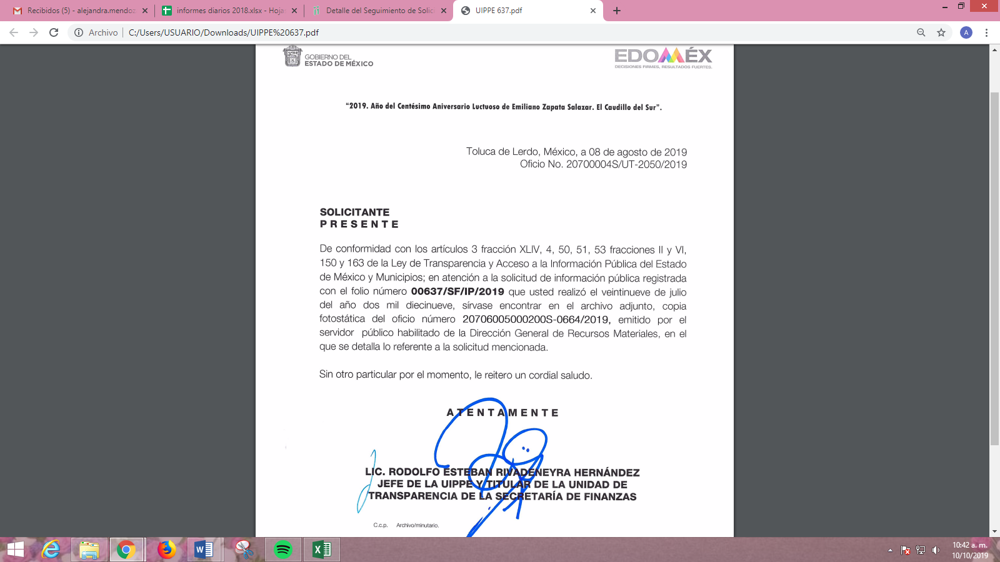 Recibidos (5) - alejandra.mendoz
informes diarios 2018.xlsx - Hoja
Detalle del Seguimiento de Solic
UIPPE 637.pdf
Archivo
C:/Users/USUARIO/Downloads/UIPPE%20637.pdf
A
GOBIERNO DEL
ESTADO DE MÉXICO
EDOMÉX
DECISIONES FIRMES, RESULTADOS FUERTES.
"2019. Año del Centésimo Aniversario Luctuoso de Emiliano Zapata Salazar. El Caudillo del Sur".
Toluca de Lerdo, México, a 08 de agosto de 2019
Oficio No. 20700004S/UT-2050/2019
SOLICITANTE
P R E S E N T E
De conformidad con los artículos 3 fracción XLIV, 4, 50, 51, 53 fracciones II y VI,
150 y 163 de la Ley de Transparencia y Acceso a la Información Pública del Estado
de México y Municipios; en atención a la solicitud de información pública registrada
con el folio número 00637/SF/IP/2019 que usted realizó el veintinueve de julio
del año dos mil diecinueve, sírvase encontrar en el archivo adjunto, copia
fotostática del oficio número 20706005000200S-0664/2019, emitido por el
servidor público habilitado de la Dirección General de Recursos Materiales, en el
que se detalla lo referente a la solicitud mencionada.
Sin otro particular por el momento, le reitero un cordial saludo.
A T E N T A M E N T E
LIC. RODOLFO ESTEBAN RIVADENEYRA HERNÁNDEZ
JEFE DE LA UIPPE Y TITULAR DE LA UNIDAD DE
TRANSPARENCIA DE LA SECRETARÍA DE FINANZAS
C.c.p. Archivo/minutario.
10:42 a. m.
10/10/2019